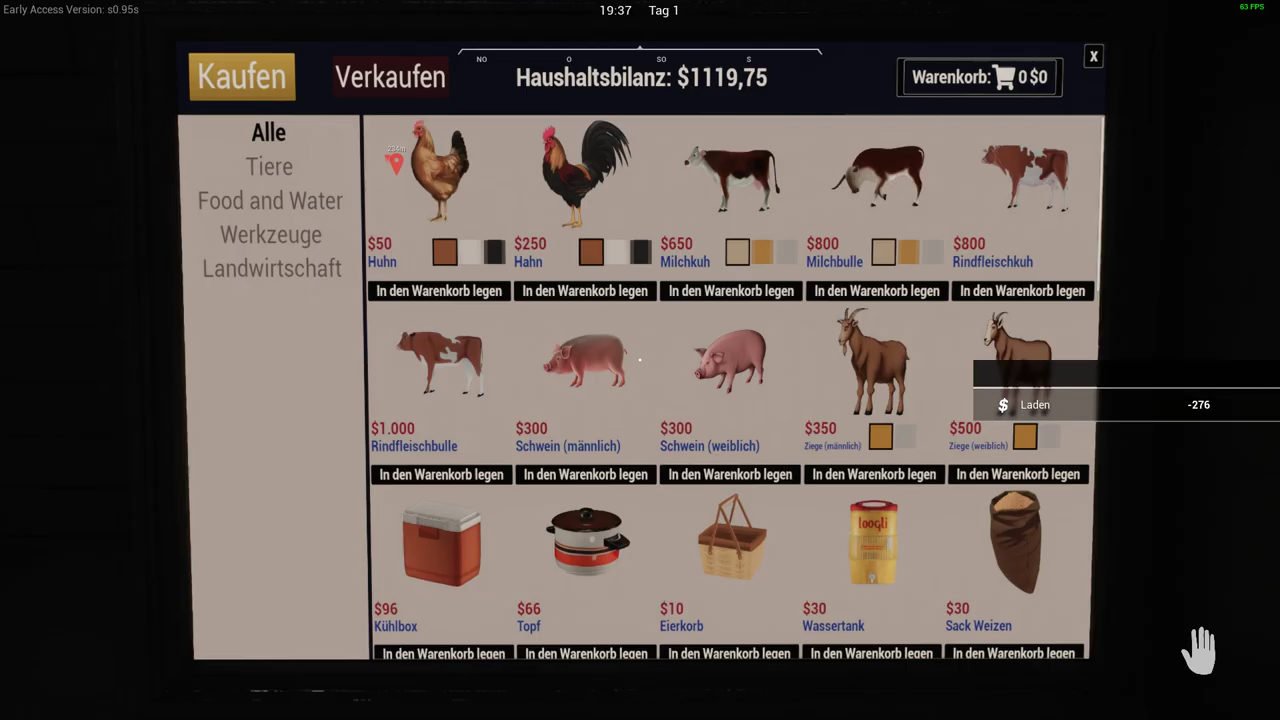 Early Access Version: s0.95s
19:37 Tag 1
63 FPS
NO O SO S
Kaufen
Verkaufen
Haushaltsbilanz: $1119,75
Warenkorb: 0 $0
X
Alle
Tiere
Food and Water
Werkzeuge
Landwirtschaft
234m
$50 $250 $650 $800 $800
Huhn Hahn Milchkuh Milchbulle Rindfleischkuh
In den Warenkorb legen In den Warenkorb legen In den Warenkorb legen In den Warenkorb legen In den Warenkorb legen
$ Laden -276
$1.000 $300 $300 $350 $500
Rindfleischbulle Schwein (männlich) Schwein (weiblich) Ziege (männlich) Ziege (weiblich)
In den Warenkorb legen In den Warenkorb legen In den Warenkorb legen In den Warenkorb legen In den Warenkorb legen
loogli
$96 $66 $10 $30 $30
Kühlbox Topf Eierkorb Wassertank Sack Weizen
In den Warenkorb legen In den Warenkorb legen In den Warenkorb legen In den Warenkorb legen In den Warenkorb legen